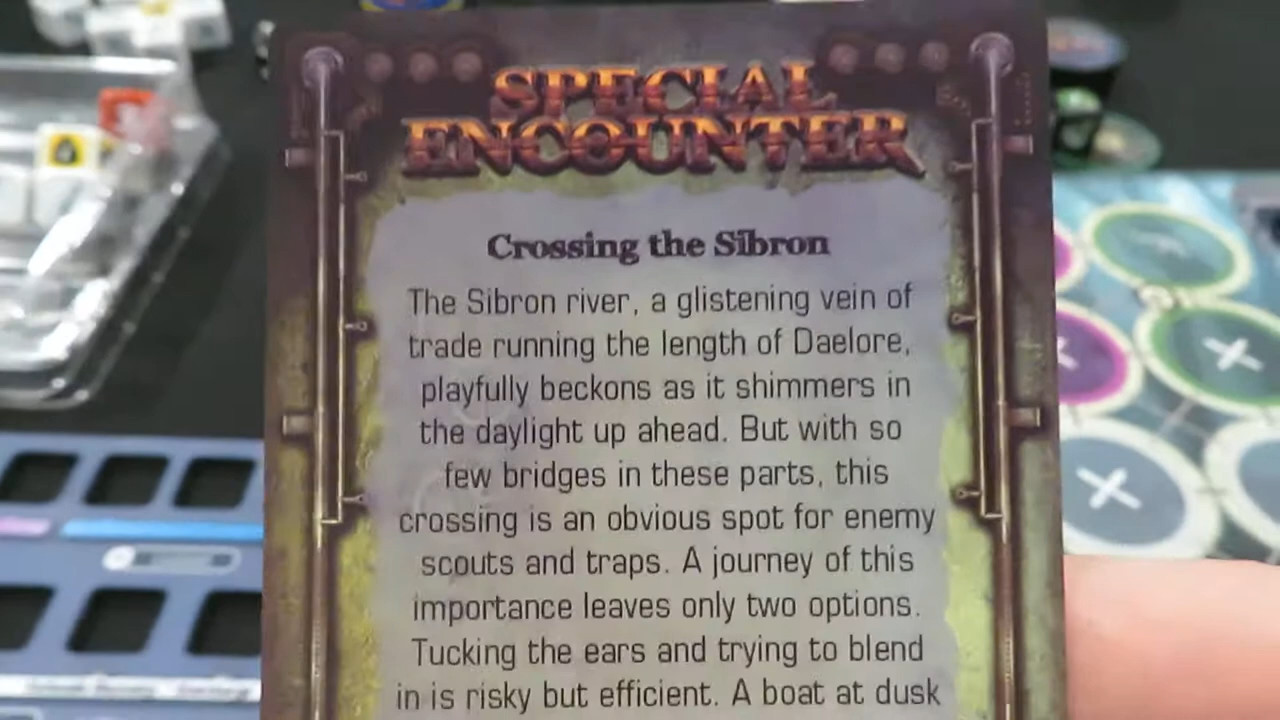 SPECIAL
ENCOUNTER
Crossing the Sibron
The Sibron river, a glistening vein of
trade running the length of Daelore,
playfully beckons as it shimmers in
the daylight up ahead. But with so
few bridges in these parts, this
crossing is an obvious spot for enemy
scouts and traps. A journey of this
importance leaves only two options.
Tucking the ears and trying to blend
in is risky but efficient. A boat at dusk